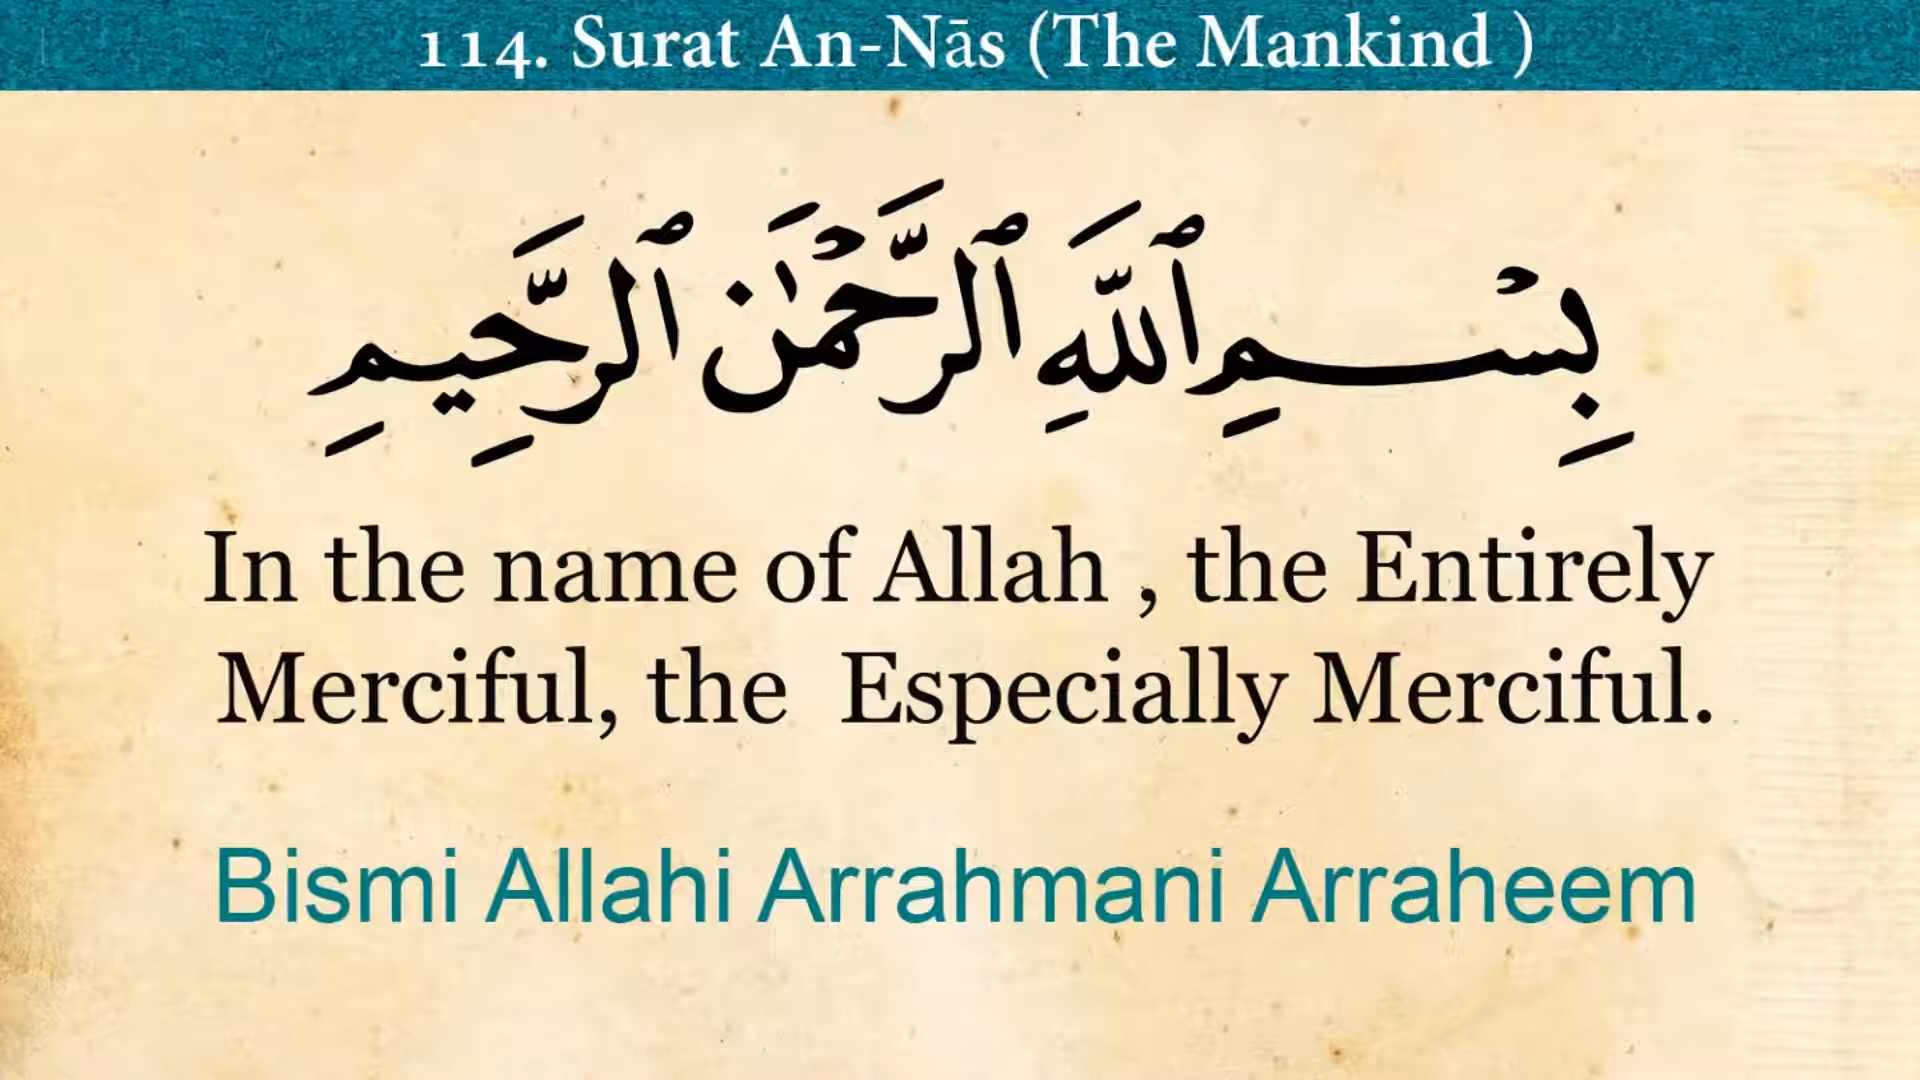 114. Surat An-Nās (The Mankind )
بِسْمِ ٱللَّهِ ٱلرَّحْمَٰنِ ٱلرَّحِيمِ
In the name of Allah , the Entirely
Merciful, the  Especially Merciful.
Bismi Allahi Arrahmani Arraheem